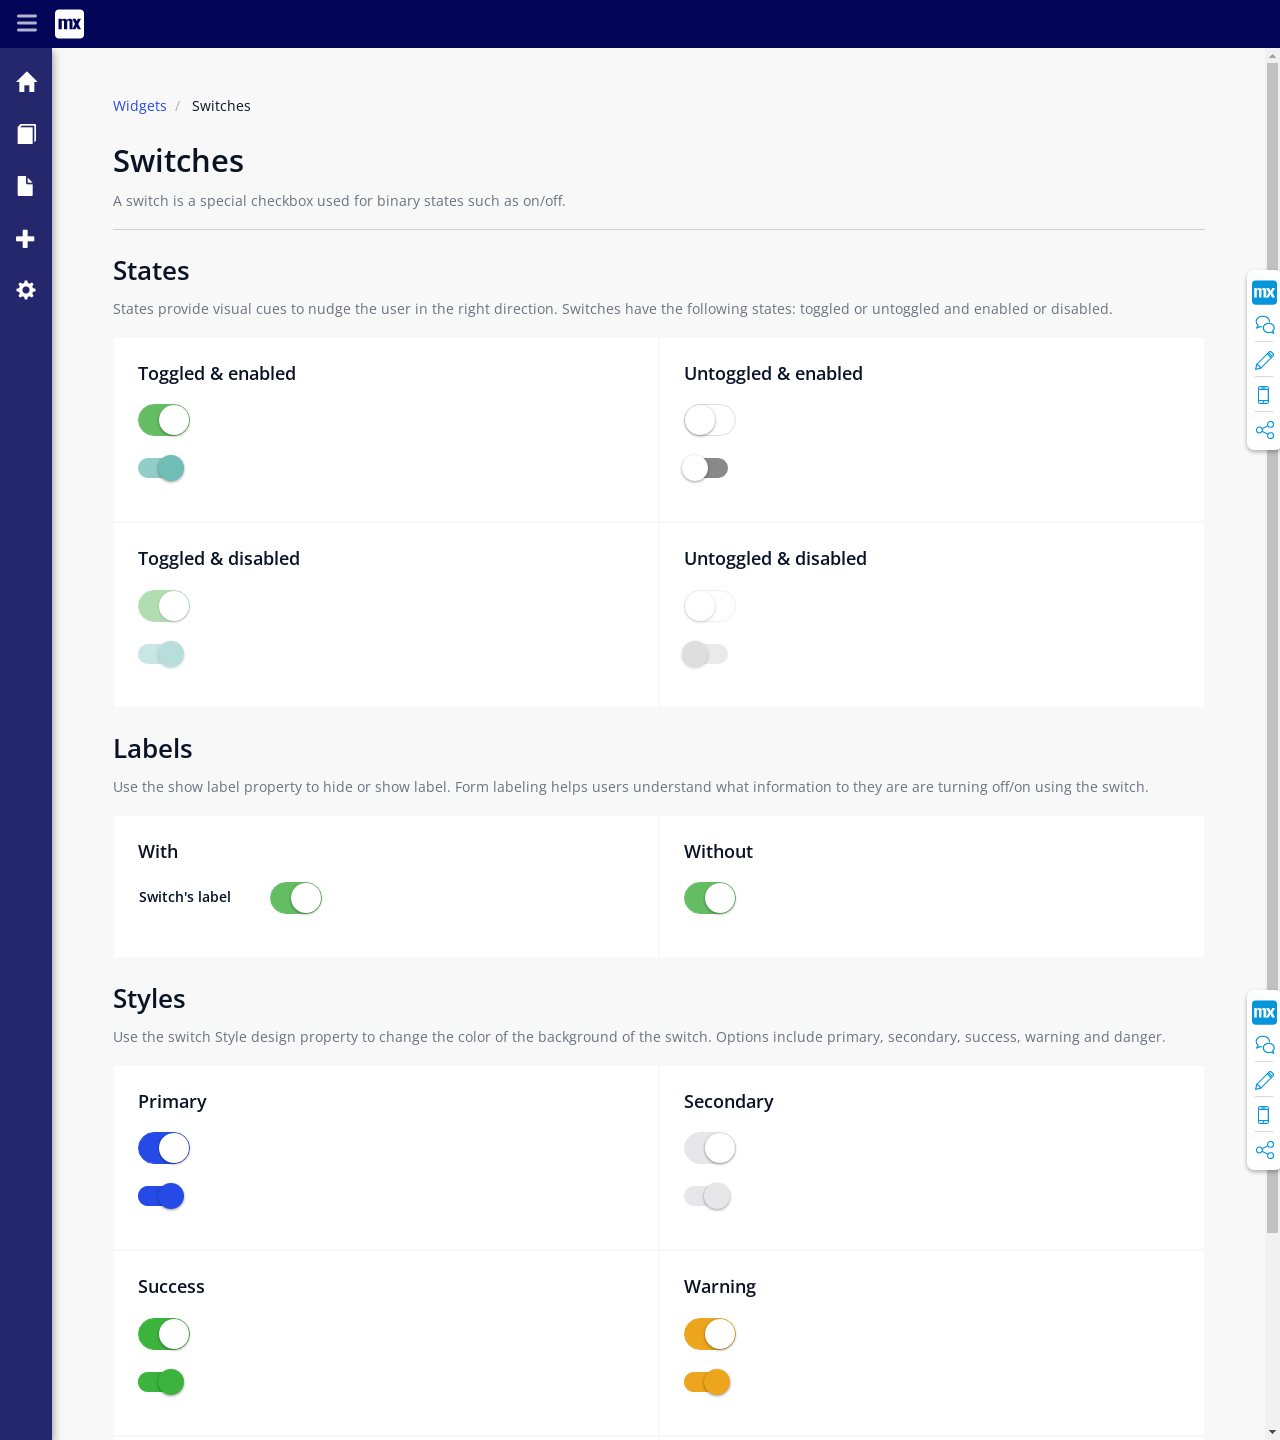 mx
Widgets / Switches
Switches
A switch is a special checkbox used for binary states such as on/off.
States
States provide visual cues to nudge the user in the right direction. Switches have the following states: toggled or untoggled and enabled or disabled.
mx
Toggled & enabled
Untoggled & enabled
Toggled & disabled
Untoggled & disabled
Labels
Use the show label property to hide or show label. Form labeling helps users understand what information to they are are turning off/on using the switch.
With
Without
Switch's label
Styles
mx
Use the switch Style design property to change the color of the background of the switch. Options include primary, secondary, success, warning and danger.
Primary
Secondary
Success
Warning